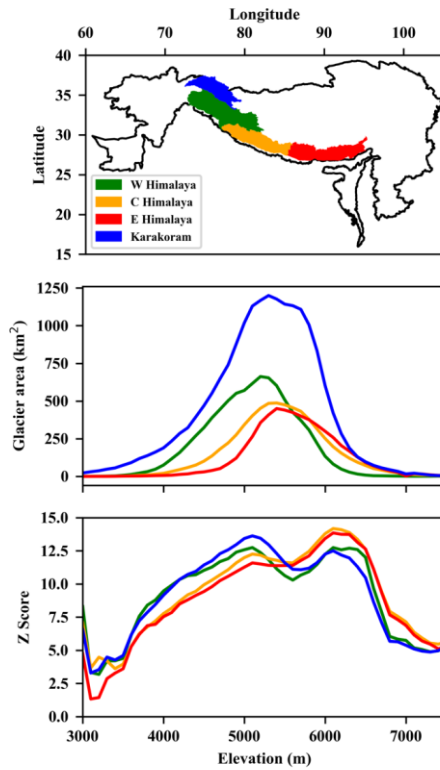 Longitude
60 70 80 90 100
40
35
30
25
20
15
Latitude
W Himalaya
C Himalaya
E Himalaya
Karakoram
1250
1000
750
500
250
0
Glacier area (km²)
15.0
12.5
10.0
7.5
5.0
2.5
0.0
Z Score
3000 4000 5000 6000 7000
Elevation (m)